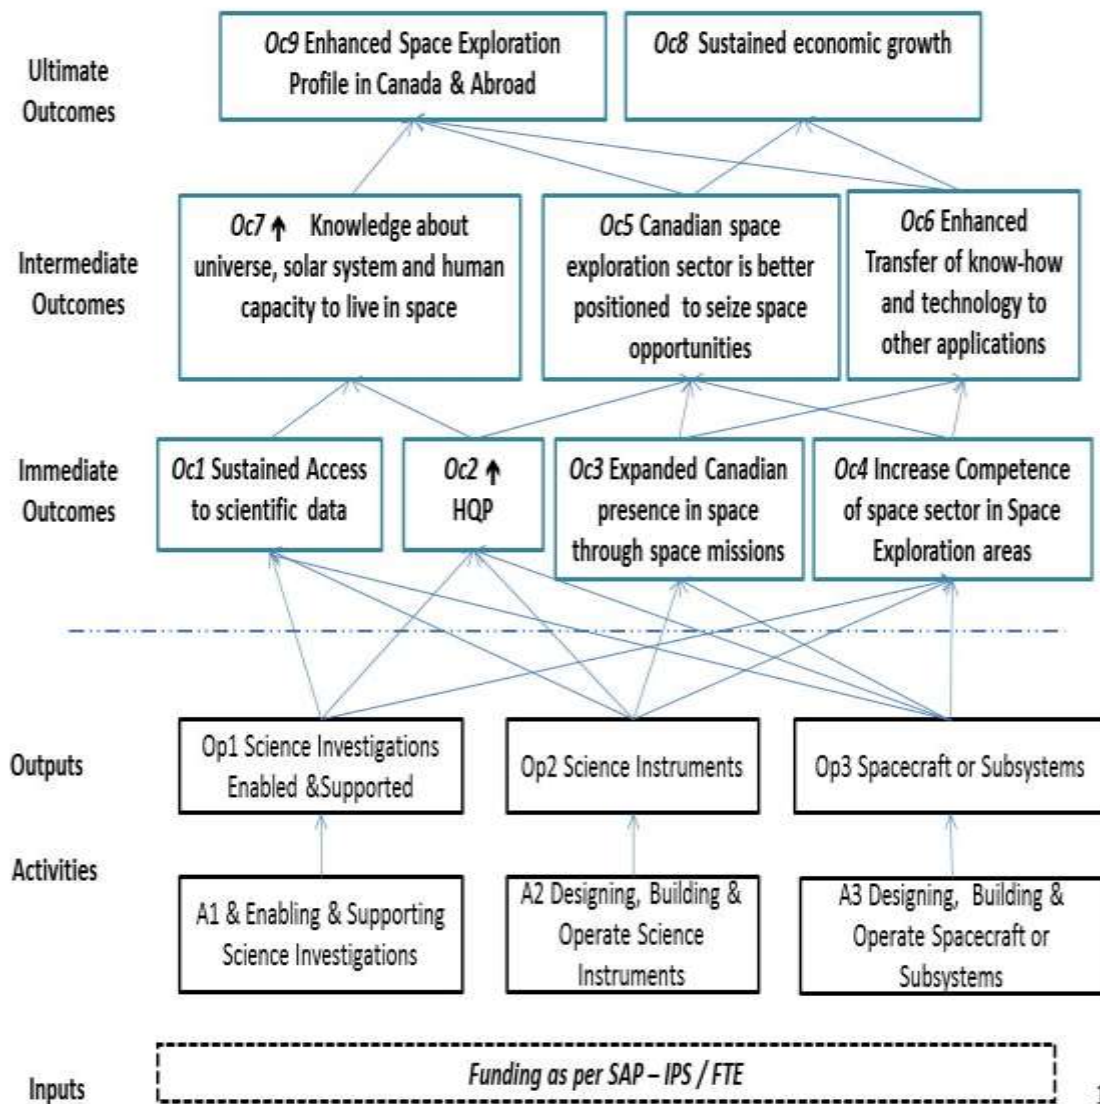 Ultimate
Outcomes
Oc9 Enhanced Space Exploration
Profile in Canada & Abroad
Oc8 Sustained economic growth
Intermediate
Outcomes
Oc7 ↑ Knowledge about
universe, solar system and human
capacity to live in space
Oc5 Canadian space
exploration sector is better
positioned to seize space
opportunities
Oc6 Enhanced
Transfer of know-how
and technology to
other applications
Immediate
Outcomes
Oc1 Sustained Access
to scientific data
Oc2 ↑
HQP
Oc3 Expanded Canadian
presence in space
through space missions
Oc4 Increase Competence
of space sector in Space
Exploration areas
Outputs
Op1 Science Investigations
Enabled &Supported
Op2 Science Instruments
Op3 Spacecraft or Subsystems
Activities
A1 & Enabling & Supporting
Science Investigations
A2 Designing, Building &
Operate Science
Instruments
A3 Designing, Building &
Operate Spacecraft or
Subsystems
Inputs
Funding as per SAP – IPS / FTE